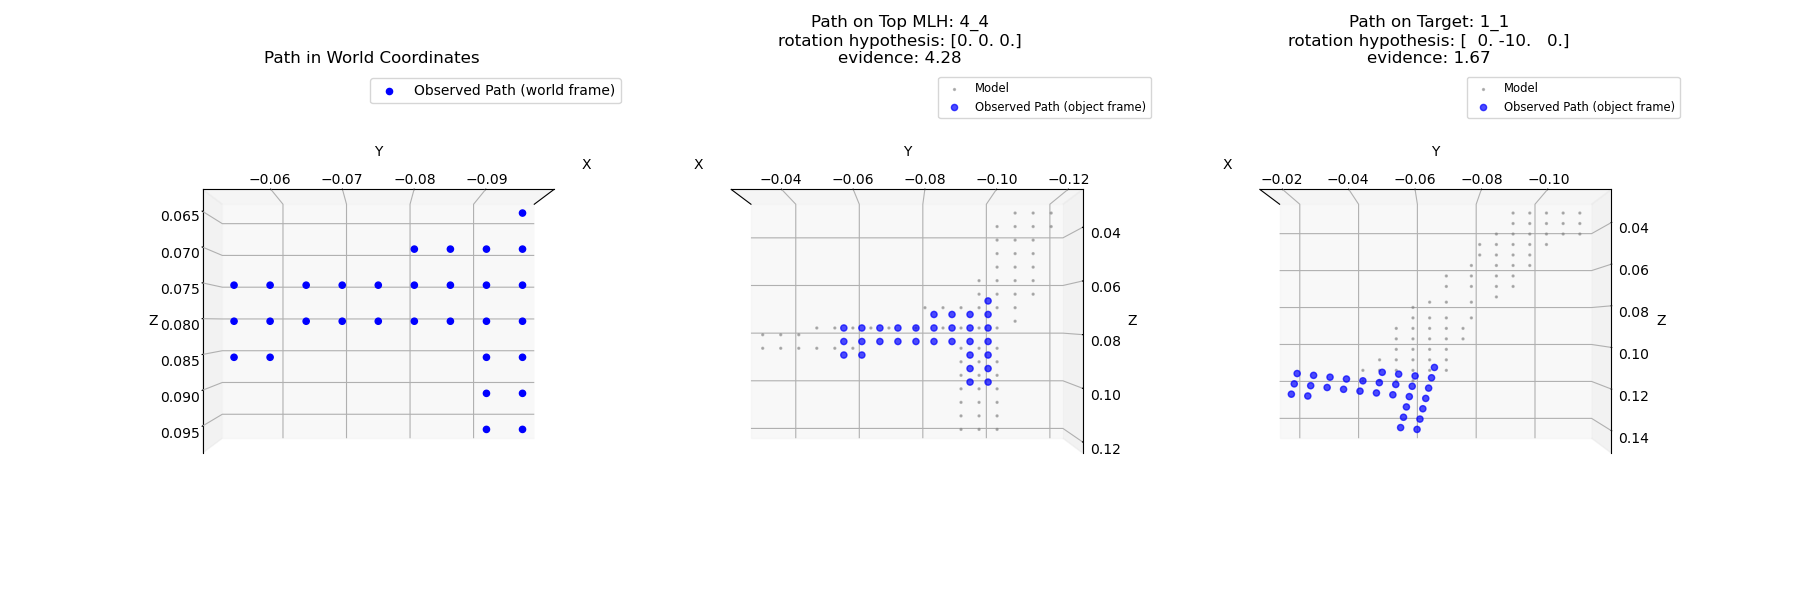 Path in World Coordinates
Observed Path (world frame)
Y
X
−0.06 −0.07 −0.08 −0.09
0.065
0.070
0.075
Z 0.080
0.085
0.090
0.095
Path on Top MLH: 4_4
rotation hypothesis: [0. 0. 0.]
evidence: 4.28
Model
Observed Path (object frame)
X
Y
−0.04 −0.06 −0.08 −0.10 −0.12
0.04
0.06
Z
0.08
0.10
0.12
Path on Target: 1_1
rotation hypothesis: [  0. -10.   0.]
evidence: 1.67
Model
Observed Path (object frame)
X
Y
−0.02 −0.04 −0.06 −0.08 −0.10
0.04
0.06
0.08
Z
0.10
0.12
0.14